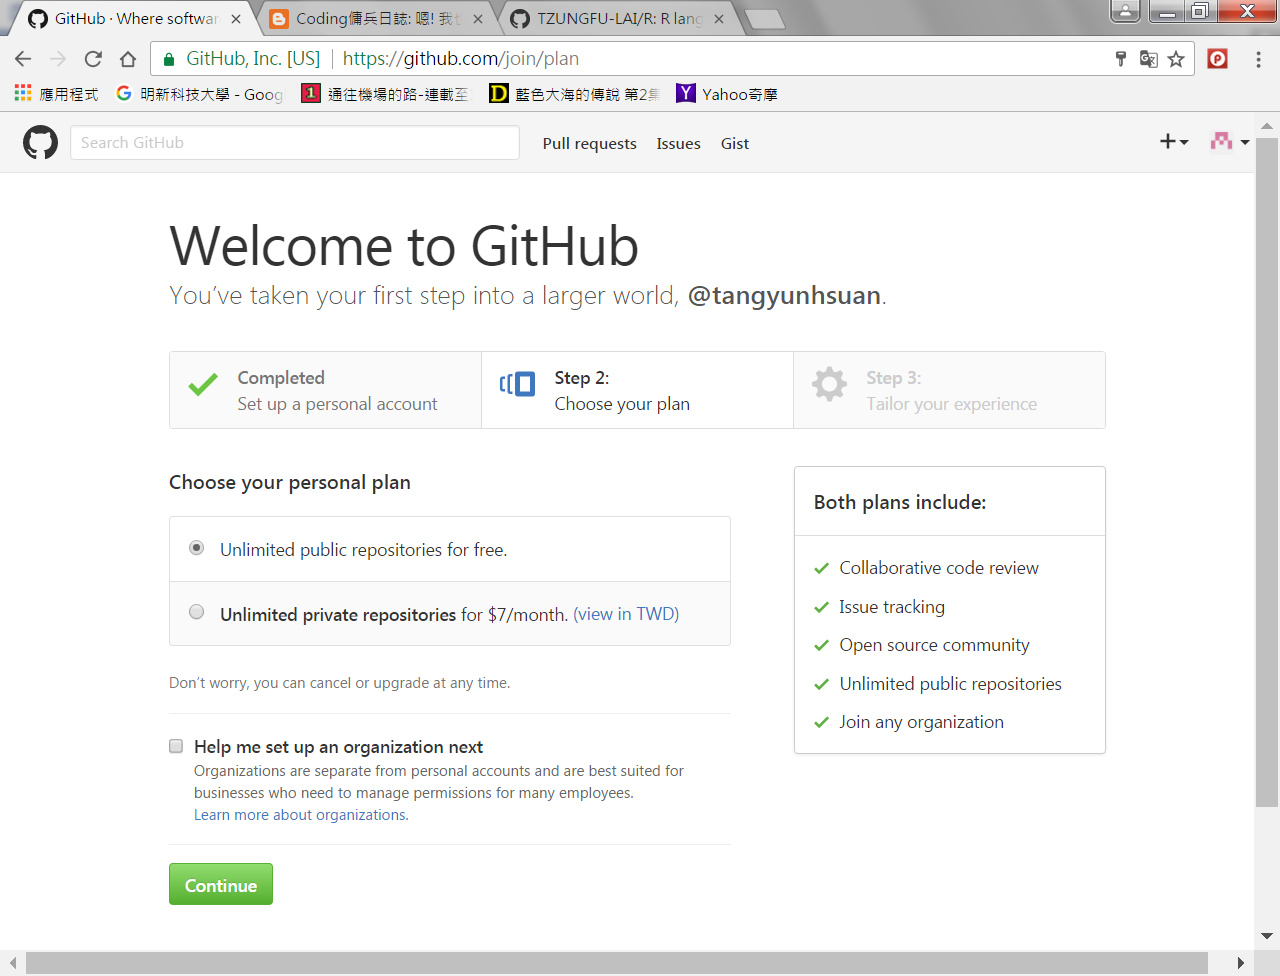 GitHub · Where softwar
Coding傭兵日誌: 嗯! 我
TZUNGFU-LAI/R: R lang
GitHub, Inc. [US]
https://github.com/join/plan
應用程式
明新科技大學 - Goog
通往機場的路-連載至
藍色大海的傳說 第2集
Yahoo奇摩
Search GitHub
Pull requests
Issues
Gist
Welcome to GitHub
You've taken your first step into a larger world, @tangyunhsuan.
Completed
Set up a personal account
Step 2:
Choose your plan
Step 3:
Tailor your experience
Choose your personal plan
Unlimited public repositories for free.
Unlimited private repositories for $7/month. (view in TWD)
Don't worry, you can cancel or upgrade at any time.
Help me set up an organization next
Organizations are separate from personal accounts and are best suited for
businesses who need to manage permissions for many employees.
Learn more about organizations.
Continue
Both plans include:
Collaborative code review
Issue tracking
Open source community
Unlimited public repositories
Join any organization